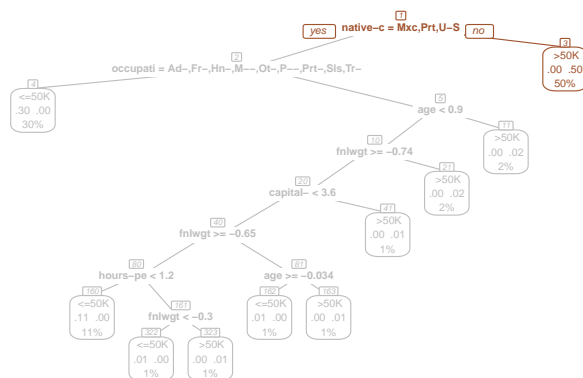 1
native-c = Mxc,Prt,U-S
yes
no
2
occupati = Ad-,Fr-,Hn-,M--,Ot-,P--,Prt-,Sls,Tr-
3
>50K
.00 .50
50%
4
<=50K
.30 .00
30%
5
age < 0.9
10
fnlwgt >= -0.74
11
>50K
.00 .02
2%
20
capital- < 3.6
21
>50K
.00 .02
2%
40
fnlwgt >= -0.65
41
>50K
.00 .01
1%
80
hours-pe < 1.2
81
age >= -0.034
160
<=50K
.11 .00
11%
161
fnlwgt < -0.3
162
<=50K
.01 .00
1%
163
>50K
.00 .01
1%
322
<=50K
.01 .00
1%
323
>50K
.00 .01
1%